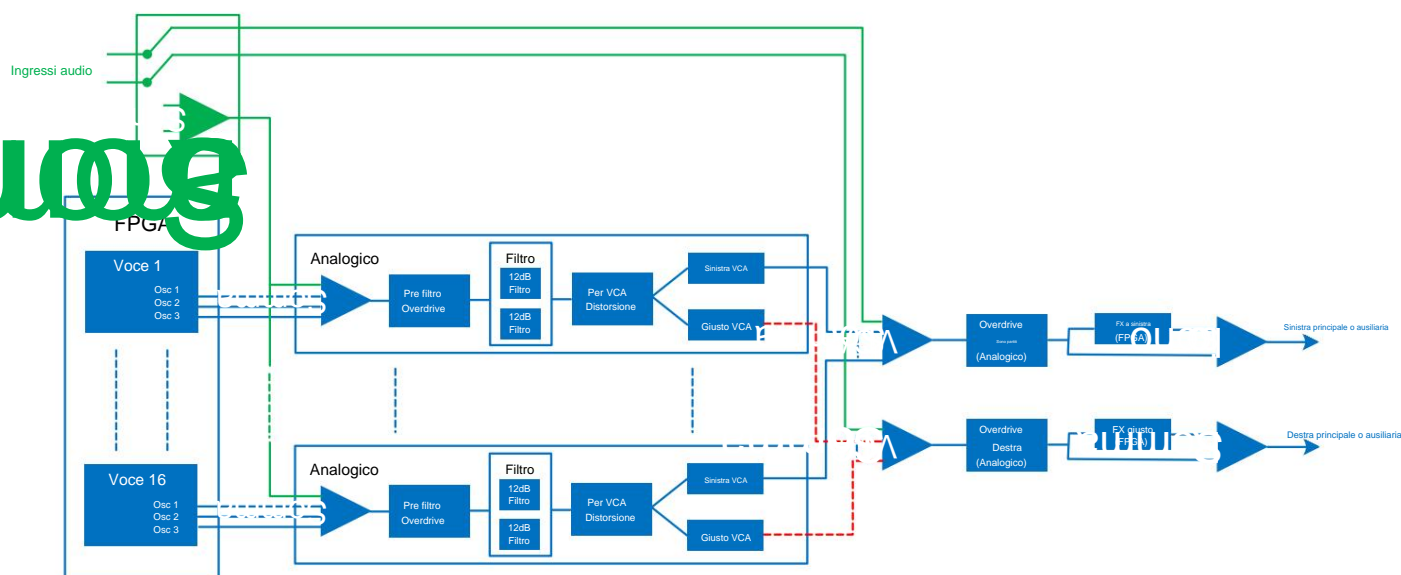 Ingressi audio
FPGA
Voce 1
Osc 1
Osc 2
Osc 3
Analogico
Pre filtro
Overdrive
Filtro
12dB
Filtro
12dB
Filtro
Per VCA
Distorsione
Sinistra VCA
Giusto VCA
Overdrive
(Analogico)
FX a sinistra
(FPGA)
Sinistra principale o ausiliaria
Overdrive
Destra
(Analogico)
FX giusto
(FPGA)
Destra principale o ausiliaria
Voce 16
Osc 1
Osc 2
Osc 3
Analogico
Pre filtro
Overdrive
Filtro
12dB
Filtro
12dB
Filtro
Per VCA
Distorsione
Sinistra VCA
Giusto VCA